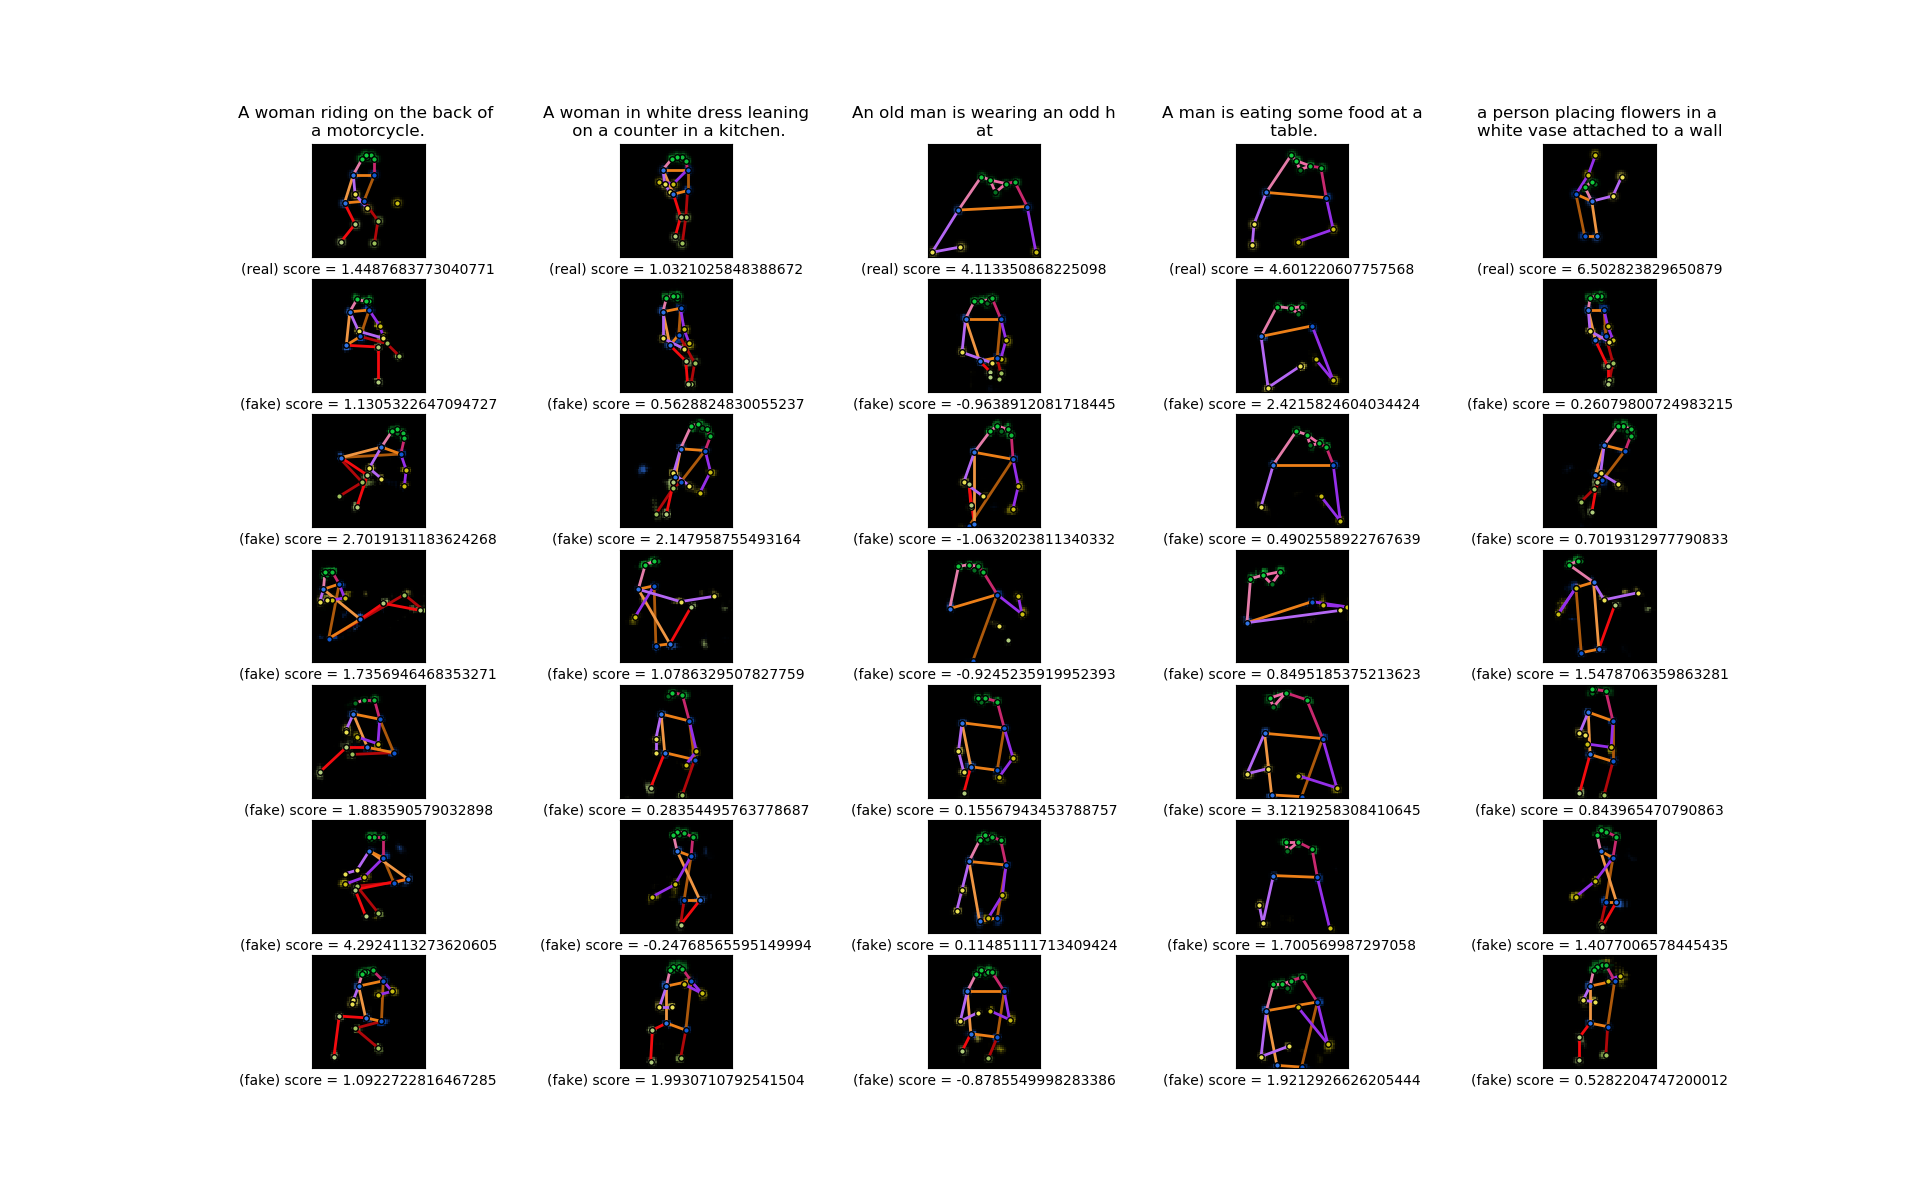 A woman riding on the back of
a motorcycle.
A woman in white dress leaning
on a counter in a kitchen.
An old man is wearing an odd h
at
A man is eating some food at a
table.
a person placing flowers in a
white vase attached to a wall
(real) score = 1.4487683773040771
(real) score = 1.0321025848388672
(real) score = 4.113350868225098
(real) score = 4.601220607757568
(real) score = 6.502823829650879
(fake) score = 1.1305322647094727
(fake) score = 0.5628824830055237
(fake) score = -0.9638912081718445
(fake) score = 2.4215824604034424
(fake) score = 0.26079800724983215
(fake) score = 2.7019131183624268
(fake) score = 2.147958755493164
(fake) score = -1.0632023811340332
(fake) score = 0.4902558922767639
(fake) score = 0.7019312977790833
(fake) score = 1.7356946468353271
(fake) score = 1.0786329507827759
(fake) score = -0.9245235919952393
(fake) score = 0.8495185375213623
(fake) score = 1.5478706359863281
(fake) score = 1.883590579032898
(fake) score = 0.28354495763778687
(fake) score = 0.15567943453788757
(fake) score = 3.1219258308410645
(fake) score = 0.843965470790863
(fake) score = 4.2924113273620605
(fake) score = -0.24768565595149994
(fake) score = 0.11485111713409424
(fake) score = 1.700569987297058
(fake) score = 1.4077006578445435
(fake) score = 1.0922722816467285
(fake) score = 1.9930710792541504
(fake) score = -0.8785549998283386
(fake) score = 1.9212926626205444
(fake) score = 0.5282204747200012